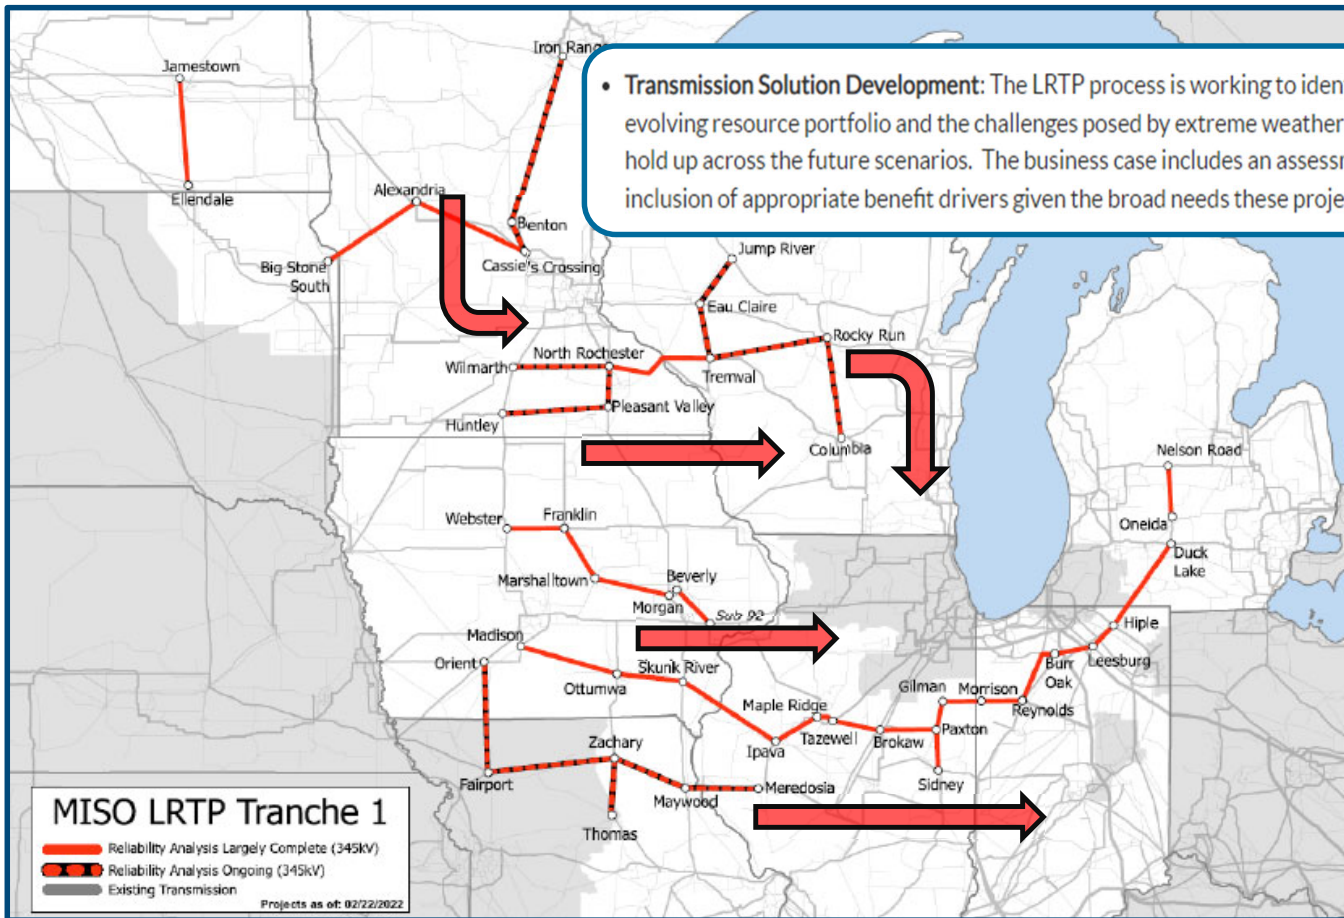 Iron Range
• Transmission Solution Development: The LRTP process is working to iden
evolving resource portfolio and the challenges posed by extreme weather
hold up across the future scenarios. The business case includes an assessm
inclusion of appropriate benefit drivers given the broad needs these proje
Jamestown
Ellendale
Alexandria
Benton
Cassie's Crossing
Big Stone
South
Jump River
Eau Claire
Rocky Run
North Rochester
Wilmarth
Tremval
Pleasant Valley
Huntley
Columbia
Nelson Road
Webster
Franklin
Oneida
Duck
Lake
Marshalltown
Beverly
Morgan
Sub 92
Hiple
Madison
Orient
Skunk River
Ottumwa
Burr
Oak
Leesburg
Gilman
Morrison
Reynolds
Maple Ridge
Tazewell
Ipava
Brokaw
Paxton
Sidney
Zachary
Fairport
Maywood
Meredosia
Thomas
MISO LRTP Tranche 1
Reliability Analysis Largely Complete (345kV)
Reliability Analysis Ongoing (345kV)
Existing Transmission
Projects as of: 02/22/2022